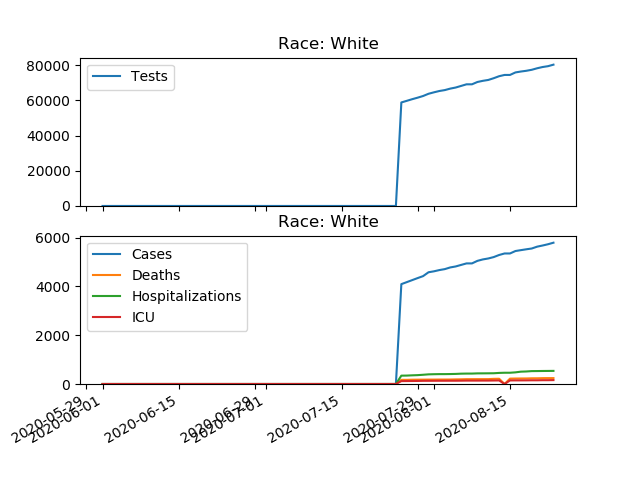 Race: White
80000
60000
40000
20000
0
Tests
Race: White
6000
4000
2000
0
Cases
Deaths
Hospitalizations
ICU
2020-05-29
2020-06-01
2020-06-15
2020-06-29
2020-07-01
2020-07-15
2020-07-29
2020-08-01
2020-08-15